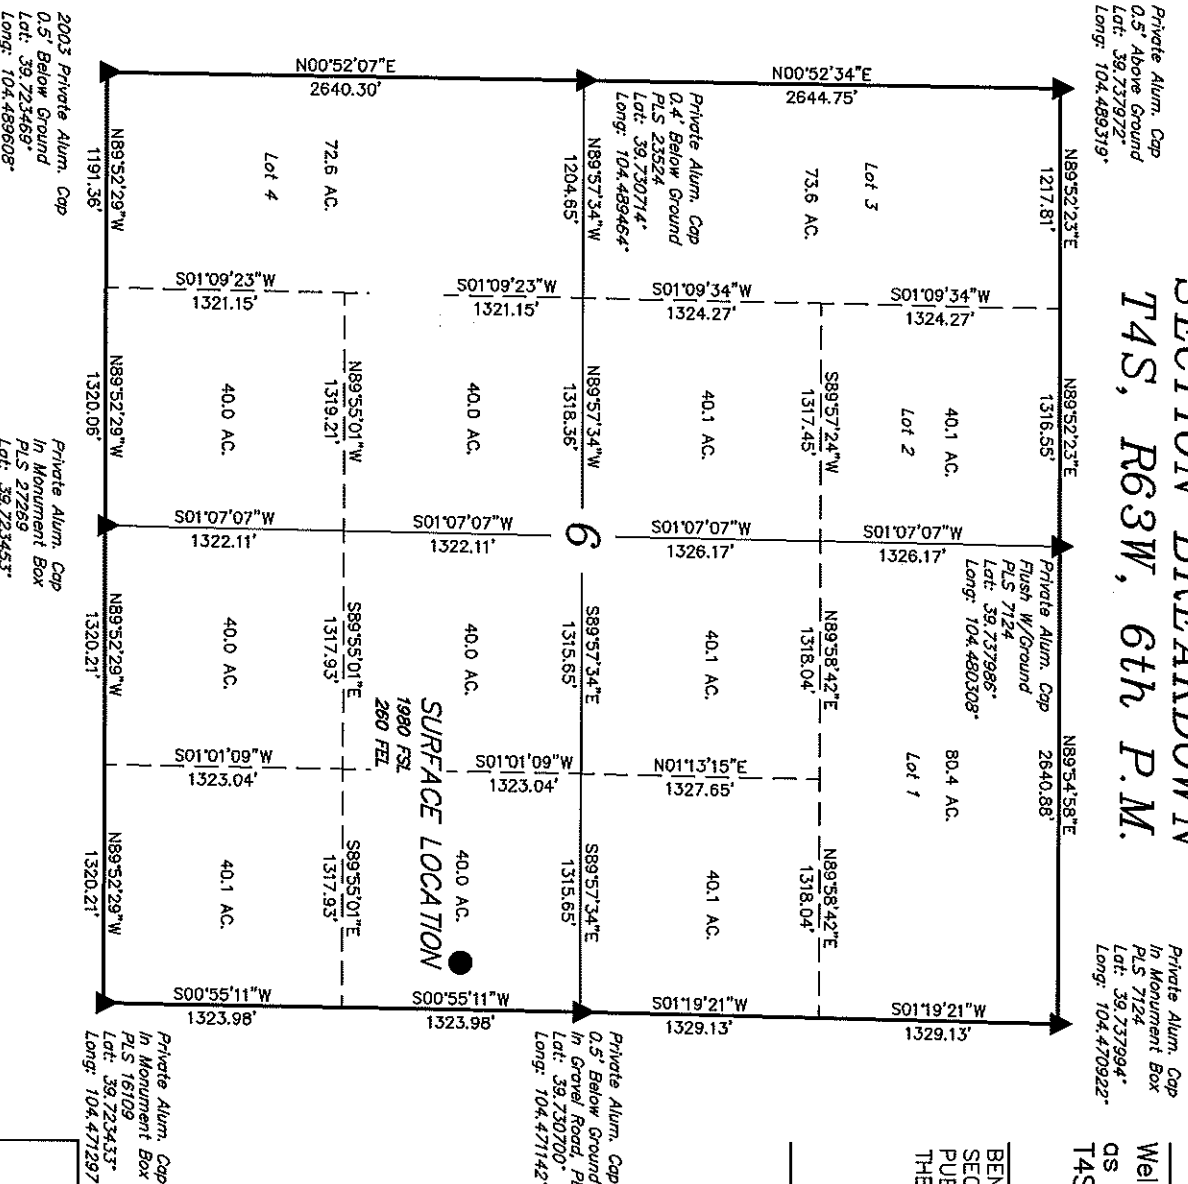 SECTION BREAKDOWN
T4S, R63W, 6th P.M.
Private Alum. Cap
0.5' Above Ground
Lat: 39.737972°
Long: 104.489319°
Private Alum. Cap
In Monument Box
PLS 7124
Lat: 39.737994°
Long: 104.470922°
N89°52'23"E
1217.81'
N89°52'23"E
1316.55'
N89°54'58"E
2640.88'
Private Alum. Cap
Flush W/Ground
PLS 7124
Lat: 39.737986°
Long: 104.480308°
N00°52'34"E
2644.75'
Lot 3
73.6 AC.
S01°09'34"W
1324.27'
40.1 AC.
Lot 2
S01°07'07"W
1326.17'
80.4 AC.
Lot 1
S01°19'21"W
1329.13'
S89°57'24"W
1317.45'
N89°58'42"E
1318.04'
N89°58'42"E
1318.04'
Private Alum. Cap
0.4' Below Ground
PLS 23524
Lat: 39.730714°
Long: 104.489464°
S01°09'34"W
1324.27'
40.1 AC.
S01°07'07"W
1326.17'
40.1 AC.
N01°13'15"E
1327.65'
40.1 AC.
S01°19'21"W
1329.13'
N89°57'34"W
1204.65'
N89°57'34"W
1318.36'
6
S89°57'34"E
1315.65'
S89°57'34"E
1315.65'
Private Alum. Cap
0.5' Below Ground
In Gravel Road,
Lat: 39.730700°
Long: 104.471142°
N00°52'07"E
2640.30'
72.6 AC.
Lot 4
S01°09'23"W
1321.15'
40.0 AC.
S01°07'07"W
1322.11'
40.0 AC.
S01°01'09"W
1323.04'
40.0 AC.
SURFACE LOCATION
1980 FSL
260 FEL
S00°55'11"W
1323.98'
N89°55'01"W
1319.21'
S89°55'01"E
1317.93'
S89°55'01"E
1317.93'
S01°09'23"W
1321.15'
40.0 AC.
S01°07'07"W
1322.11'
40.0 AC.
S01°01'09"W
1323.04'
40.1 AC.
S00°55'11"W
1323.98'
N89°52'29"W
1191.36'
N89°52'29"W
1320.06'
N89°52'29"W
1320.21'
N89°52'29"W
1320.21'
2003 Private Alum. Cap
0.5' Below Ground
Lat: 39.723469°
Long: 104.489608°
Private Alum. Cap
In Monument Box
PLS 27269
Lat: 39.723453°
Private Alum. Cap
In Monument Box
PLS 16109
Lat: 39.723433°
Long: 104.471297
Wel
as
T4S
BEN
SEC
PUE
THE